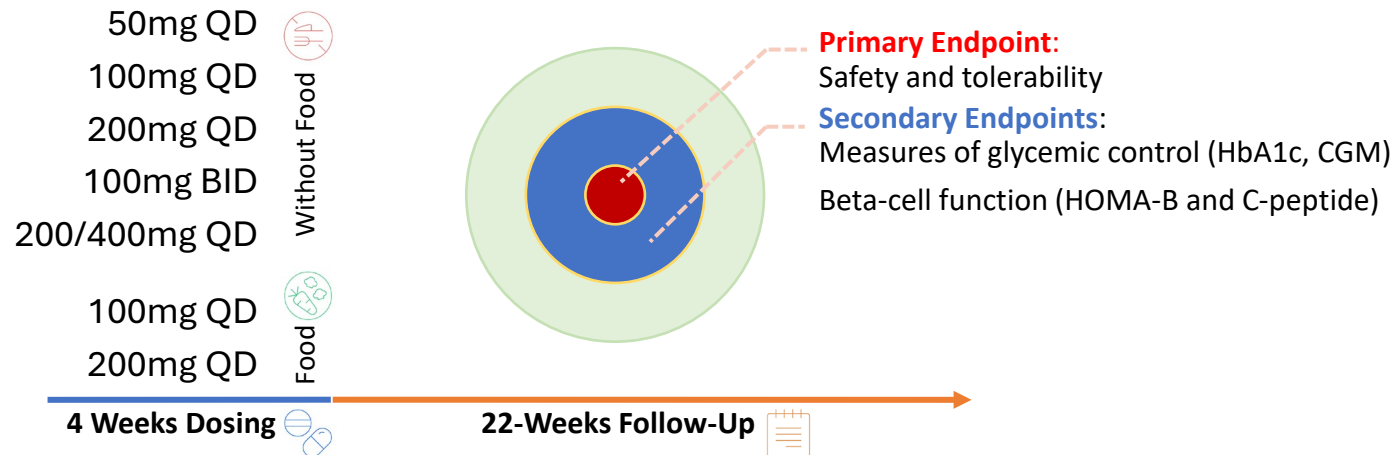 50mg QD
100mg QD
200mg QD
100mg BID
200/400mg QD
Without Food
100mg QD
200mg QD
Food
4 Weeks Dosing
22-Weeks Follow-Up
Primary Endpoint:
Safety and tolerability
Secondary Endpoints:
Measures of glycemic control (HbA1c, CGM)
Beta-cell function (HOMA-B and C-peptide)